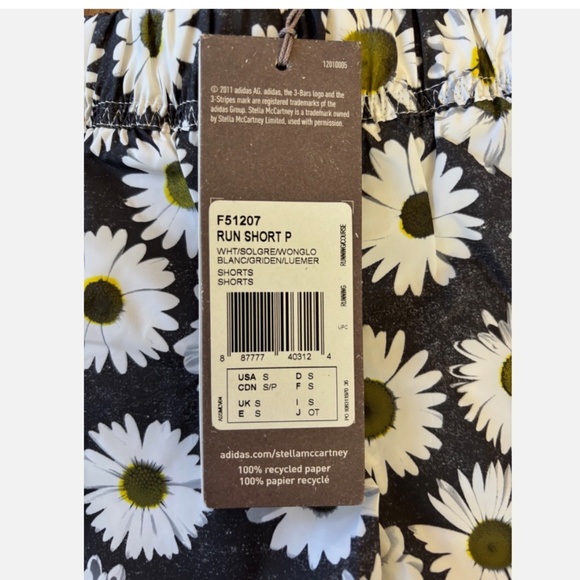 12010005
© 2011 adidas AG. adidas, the 3-Bars logo and the
3-Stripes mark are registered trademarks of the
adidas Group. Stella McCartney is a trademark owned
by Stella McCartney Limited, used with permission.
F51207
RUN SHORT P
WHT/SOLGRE/WONGLO
BLANC/GRIDEN/LUEMER
SHORTS
SHORTS
RUNNING/COURSE
RUNNING
UPC
8 87777 40312 4
USA S D S
CDN S/P F S
UK S I S
E S J OT
adidas.com/stellamccartney
100% recycled paper
100% papier recyclé